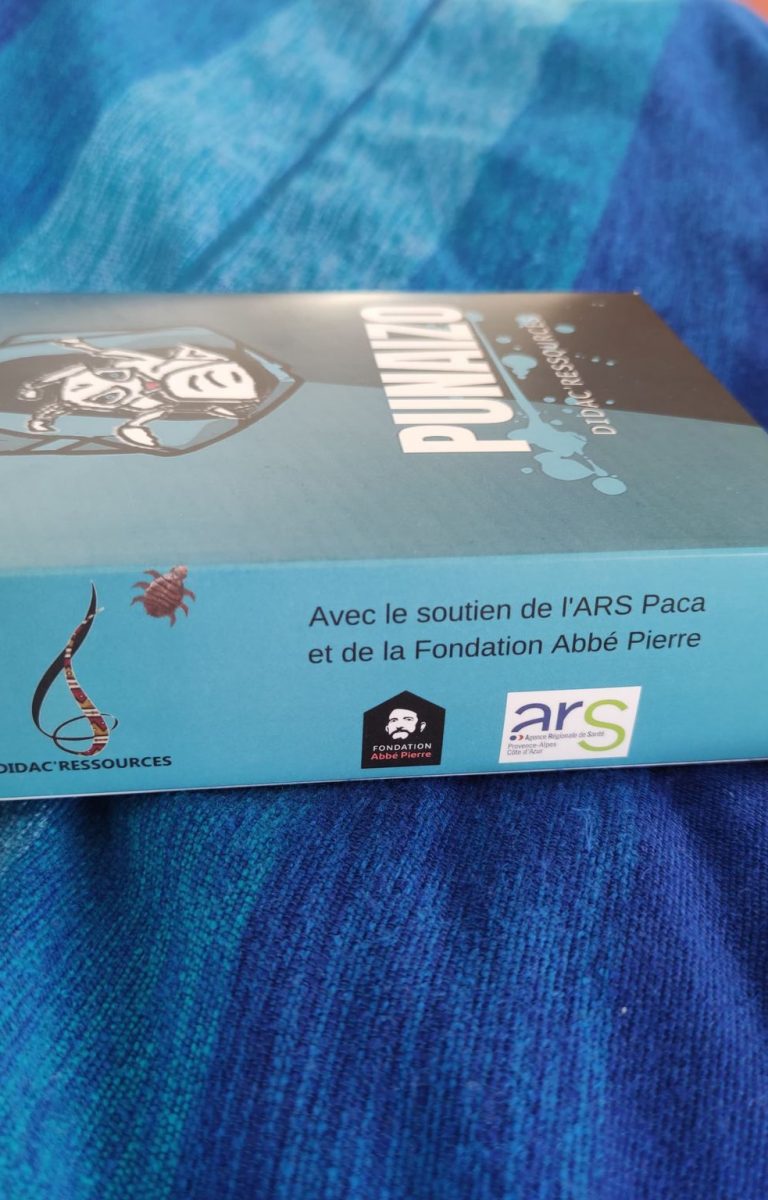 PUNAIZO
DIDAC'RESSOURCES
Avec le soutien de l'ARS Paca
et de la Fondation Abbé Pierre
DIDAC'RESSOURCES
FONDATION
Abbé Pierre
ars
Agence Régionale de Santé
Provence-Alpes
Côte d'Azur